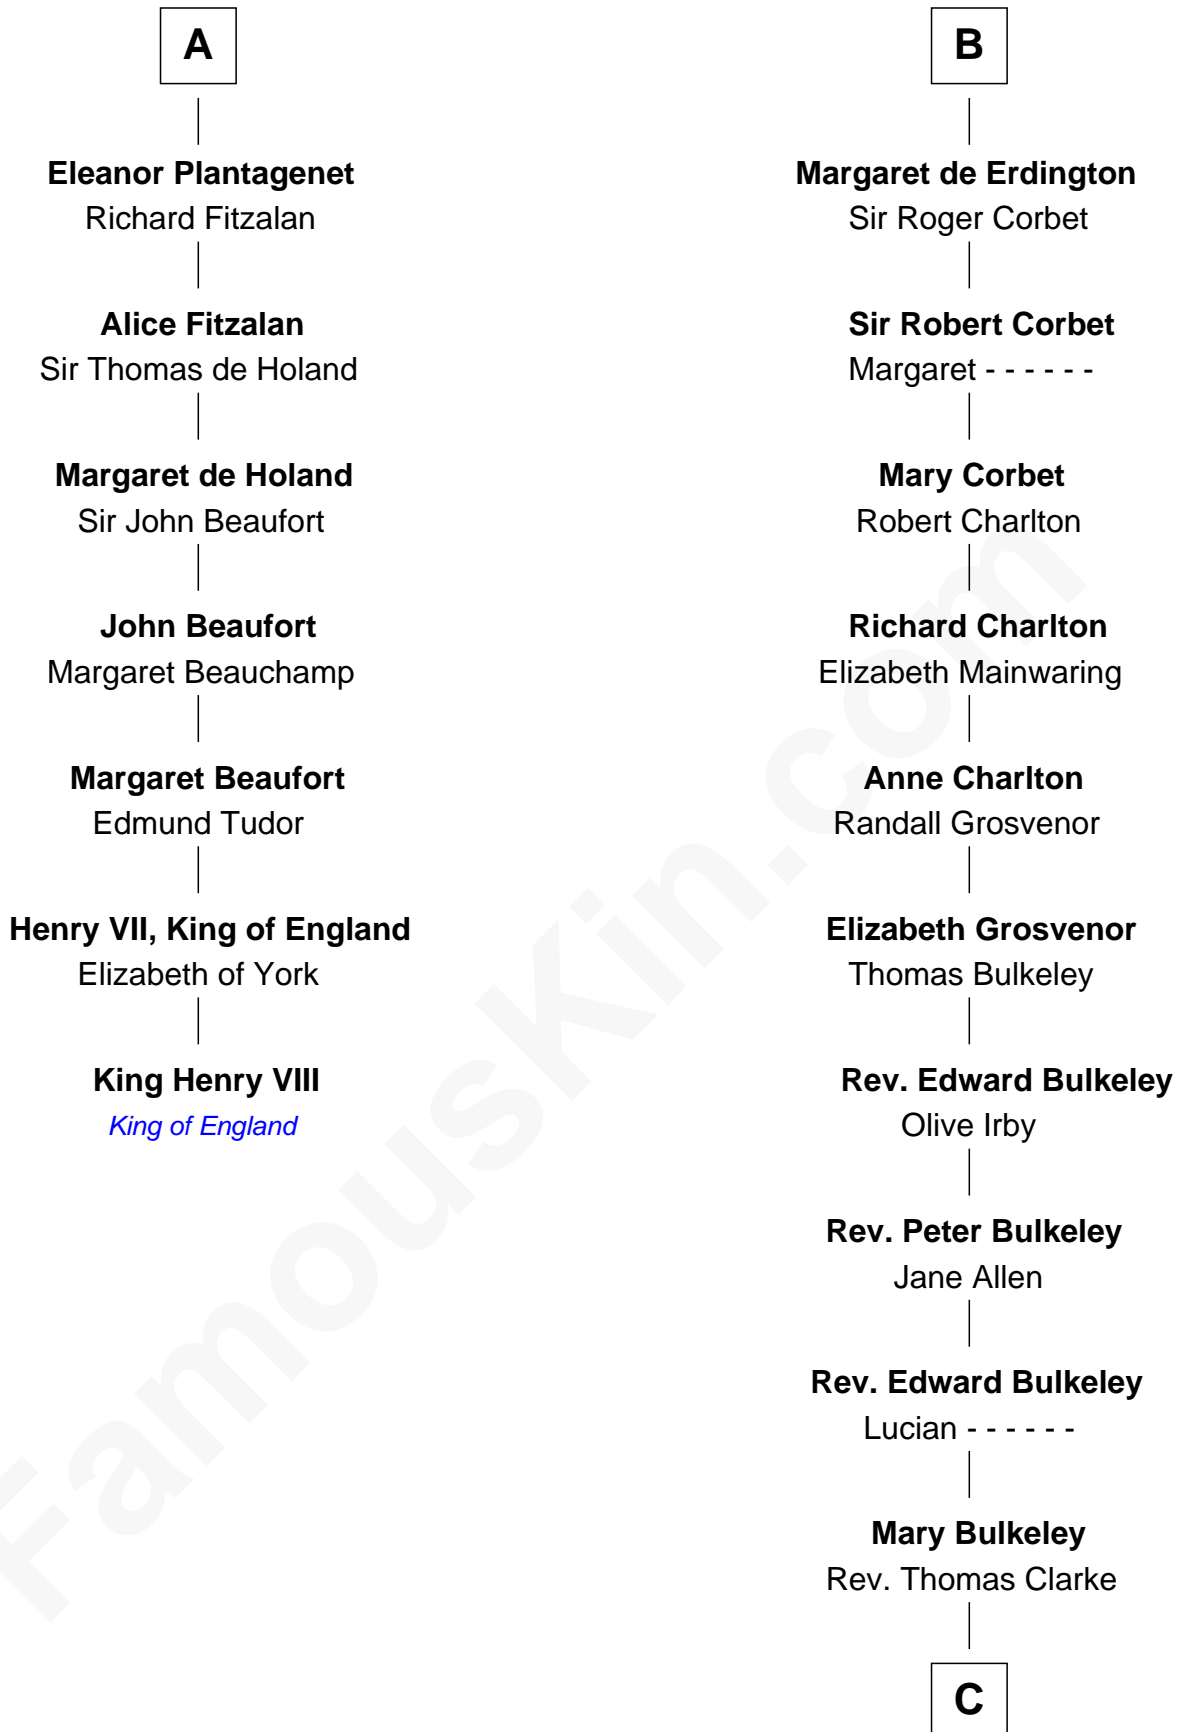 A
Eleanor Plantagenet
Richard Fitzalan
Alice Fitzalan
Sir Thomas de Holand
Margaret de Holand
Sir John Beaufort
John Beaufort
Margaret Beauchamp
Margaret Beaufort
Edmund Tudor
Henry VII, King of England
Elizabeth of York
King Henry VIII
King of England
B
Margaret de Erdington
Sir Roger Corbet
Sir Robert Corbet
Margaret - - - - - -
Mary Corbet
Robert Charlton
Richard Charlton
Elizabeth Mainwaring
Anne Charlton
Randall Grosvenor
Elizabeth Grosvenor
Thomas Bulkeley
Rev. Edward Bulkeley
Olive Irby
Rev. Peter Bulkeley
Jane Allen
Rev. Edward Bulkeley
Lucian - - - - - -
Mary Bulkeley
Rev. Thomas Clarke
C
FamousKin.com